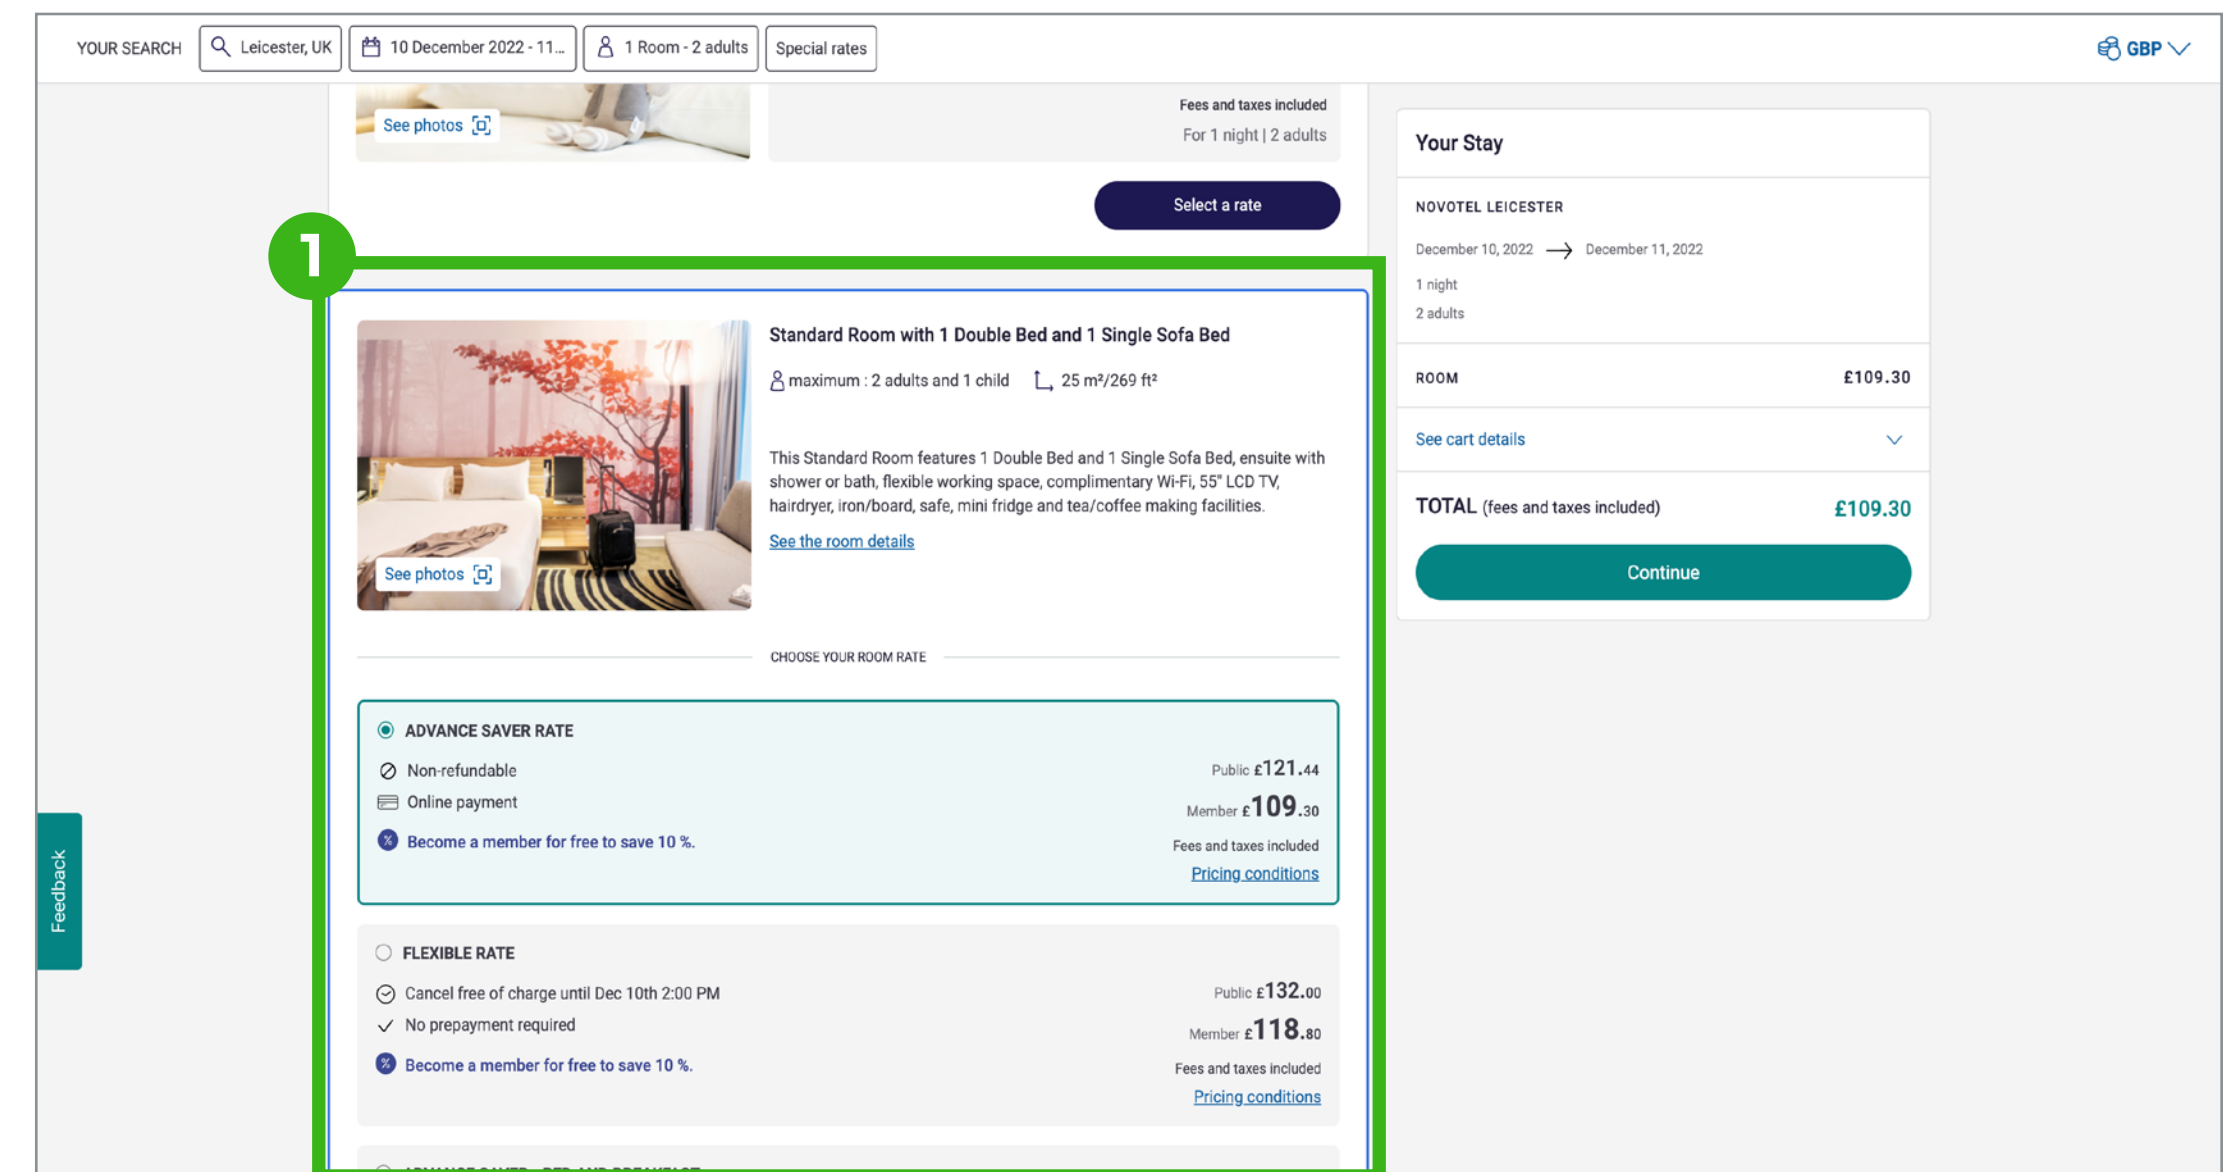 YOUR SEARCH Leicester, UK 10 December 2022 - 11... 1 Room - 2 adults Special rates GBP
See photos
Fees and taxes included
For 1 night | 2 adults
Select a rate
1
Standard Room with 1 Double Bed and 1 Single Sofa Bed
maximum : 2 adults and 1 child 25 m²/269 ft²
This Standard Room features 1 Double Bed and 1 Single Sofa Bed, ensuite with
shower or bath, flexible working space, complimentary Wi-Fi, 55" LCD TV,
hairdryer, iron/board, safe, mini fridge and tea/coffee making facilities.
See the room details
See photos
CHOOSE YOUR ROOM RATE
ADVANCE SAVER RATE
Non-refundable
Public £121.44
Online payment
Member £109.30
% Become a member for free to save 10 %.
Fees and taxes included
Pricing conditions
FLEXIBLE RATE
Cancel free of charge until Dec 10th 2:00 PM
Public £132.00
No prepayment required
Member £118.80
% Become a member for free to save 10 %.
Fees and taxes included
Pricing conditions
Your Stay
NOVOTEL LEICESTER
December 10, 2022 → December 11, 2022
1 night
2 adults
ROOM £109.30
See cart details
TOTAL (fees and taxes included) £109.30
Continue
Feedback